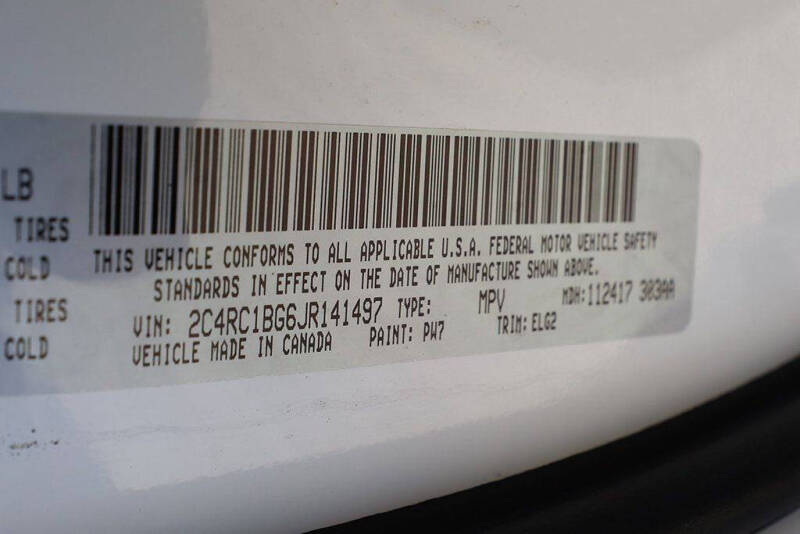 LB
TIRES
COLD
TIRES
COLD
THIS VEHICLE CONFORMS TO ALL APPLICABLE U.S.A. FEDERAL MOTOR VEHICLE SAFETY
STANDARDS IN EFFECT ON THE DATE OF MANUFACTURE SHOWN ABOVE.
VIN: 2C4RC1BG6JR141497 TYPE: MPV MDH:112417 303AA
VEHICLE MADE IN CANADA PAINT: PW7 TRIM: ELG2